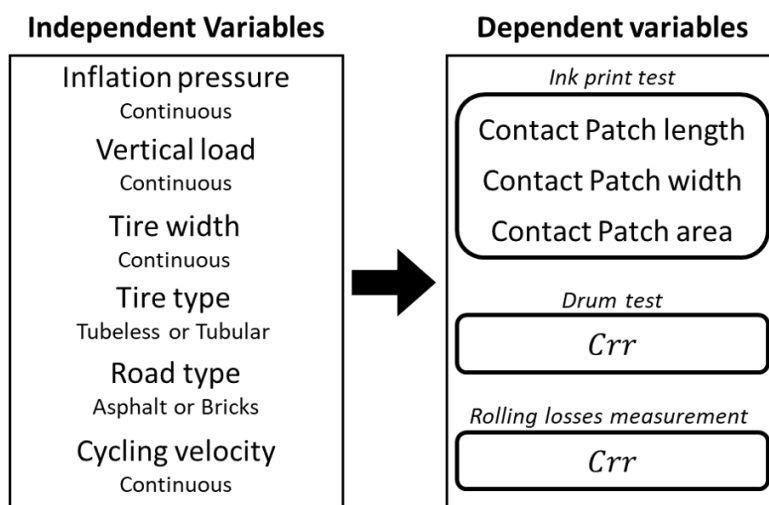 Independent Variables
Inflation pressure
Continuous
Vertical load
Continuous
Tire width
Continuous
Tire type
Tubeless or Tubular
Road type
Asphalt or Bricks
Cycling velocity
Continuous
Dependent variables
Ink print test
Contact Patch length
Contact Patch width
Contact Patch area
Drum test
Crr
Rolling losses measurement
Crr